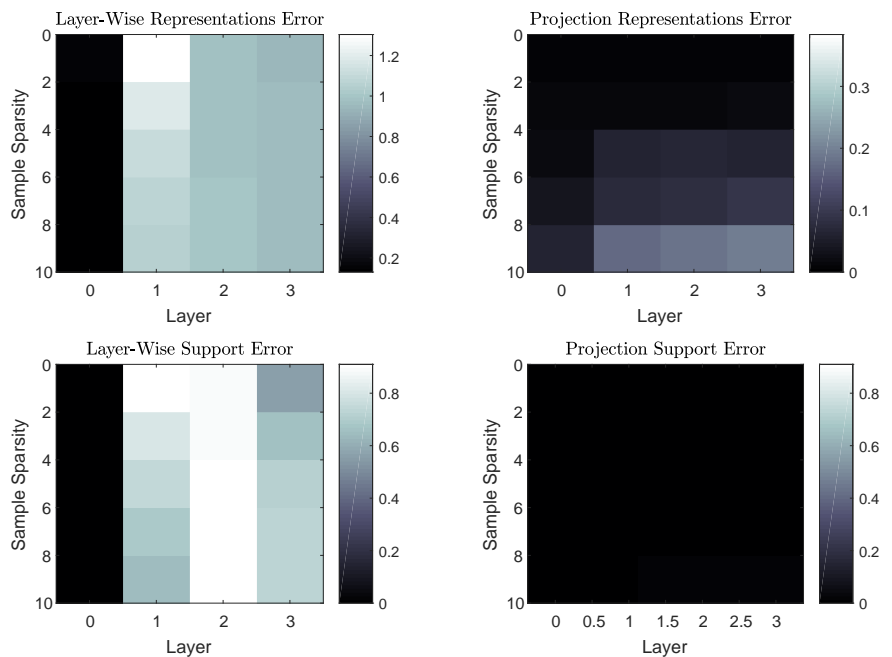 Layer-Wise Representations Error
0
2
4
6
8
10
Sample Sparsity
0 1 2 3
Layer
1.2
1
0.8
0.6
0.4
0.2
Projection Representations Error
0
2
4
6
8
10
Sample Sparsity
0 1 2 3
Layer
0.3
0.2
0.1
0
Layer-Wise Support Error
0
2
4
6
8
10
Sample Sparsity
0 1 2 3
Layer
0.8
0.6
0.4
0.2
0
Projection Support Error
0
2
4
6
8
10
Sample Sparsity
0 0.5 1 1.5 2 2.5 3
Layer
0.8
0.6
0.4
0.2
0